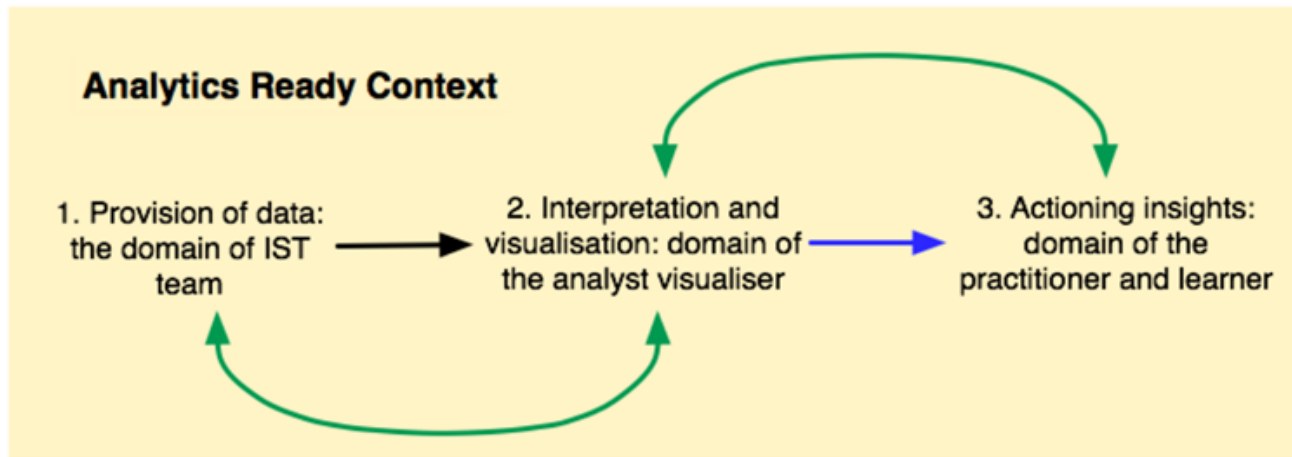 Analytics Ready Context
1. Provision of data:
the domain of IST
team
2. Interpretation and
visualisation: domain of
the analyst visualiser
3. Actioning insights:
domain of the
practitioner and learner